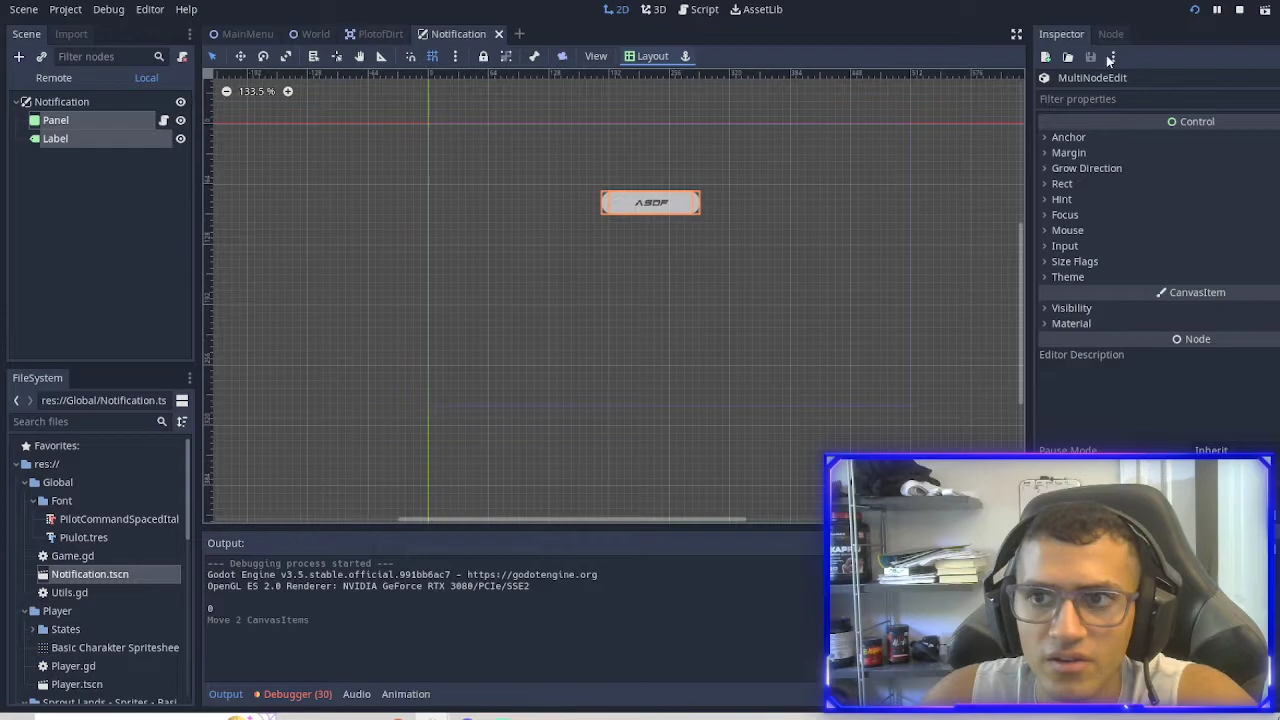 Scene Project Debug Editor Help
2D 3D Script AssetLib
Scene Import
MainMenu World PlotofDirt Notification
Inspector Node
Filter nodes
View Layout
Remote Local
MultiNodeEdit
133.5 %
Filter properties
Notification
Panel
Label
ASDF
Control
Anchor
Margin
Grow Direction
Rect
Hint
Focus
Mouse
Input
Size Flags
Theme
CanvasItem
Visibility
Material
Node
Editor Description
Pause Mode Inherit
FileSystem
res://Global/Notification.ts
Search files
Favorites:
res://
Global
Font
PilotCommandSpacedItal
Piulot.tres
Game.gd
Notification.tscn
Utils.gd
Player
States
Basic Charakter Spriteshee
Player.gd
Player.tscn
Sprout Lands - Sprites - Basi
Output:
--- Debugging process started ---
Godot Engine v3.5.stable.official.991bb6ac7 - https://godotengine.org
OpenGL ES 2.0 Renderer: NVIDIA GeForce RTX 3080/PCIe/SSE2
0
Move 2 CanvasItems
Output Debugger (30) Audio Animation